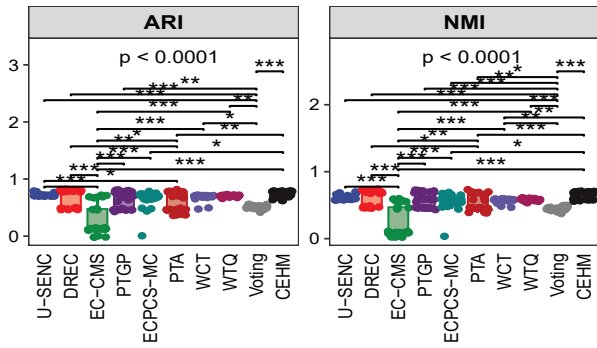 ARI
p < 0.0001
***
**
***
***
*
***
***
*
***
*
**
**
***
*
***
***
***
***
*
***
3
2
1
0
U-SENC
DREC
EC-CMS
PTGP
ECPCS-MC
PTA
WCT
WTQ
Voting
CEHM
NMI
p < 0.0001
***
*
**
***
***
***
***
**
**
***
***
*
**
***
*
***
***
***
***
***
2
1
0
U-SENC
DREC
EC-CMS
PTGP
ECPCS-MC
PTA
WCT
WTQ
Voting
CEHM